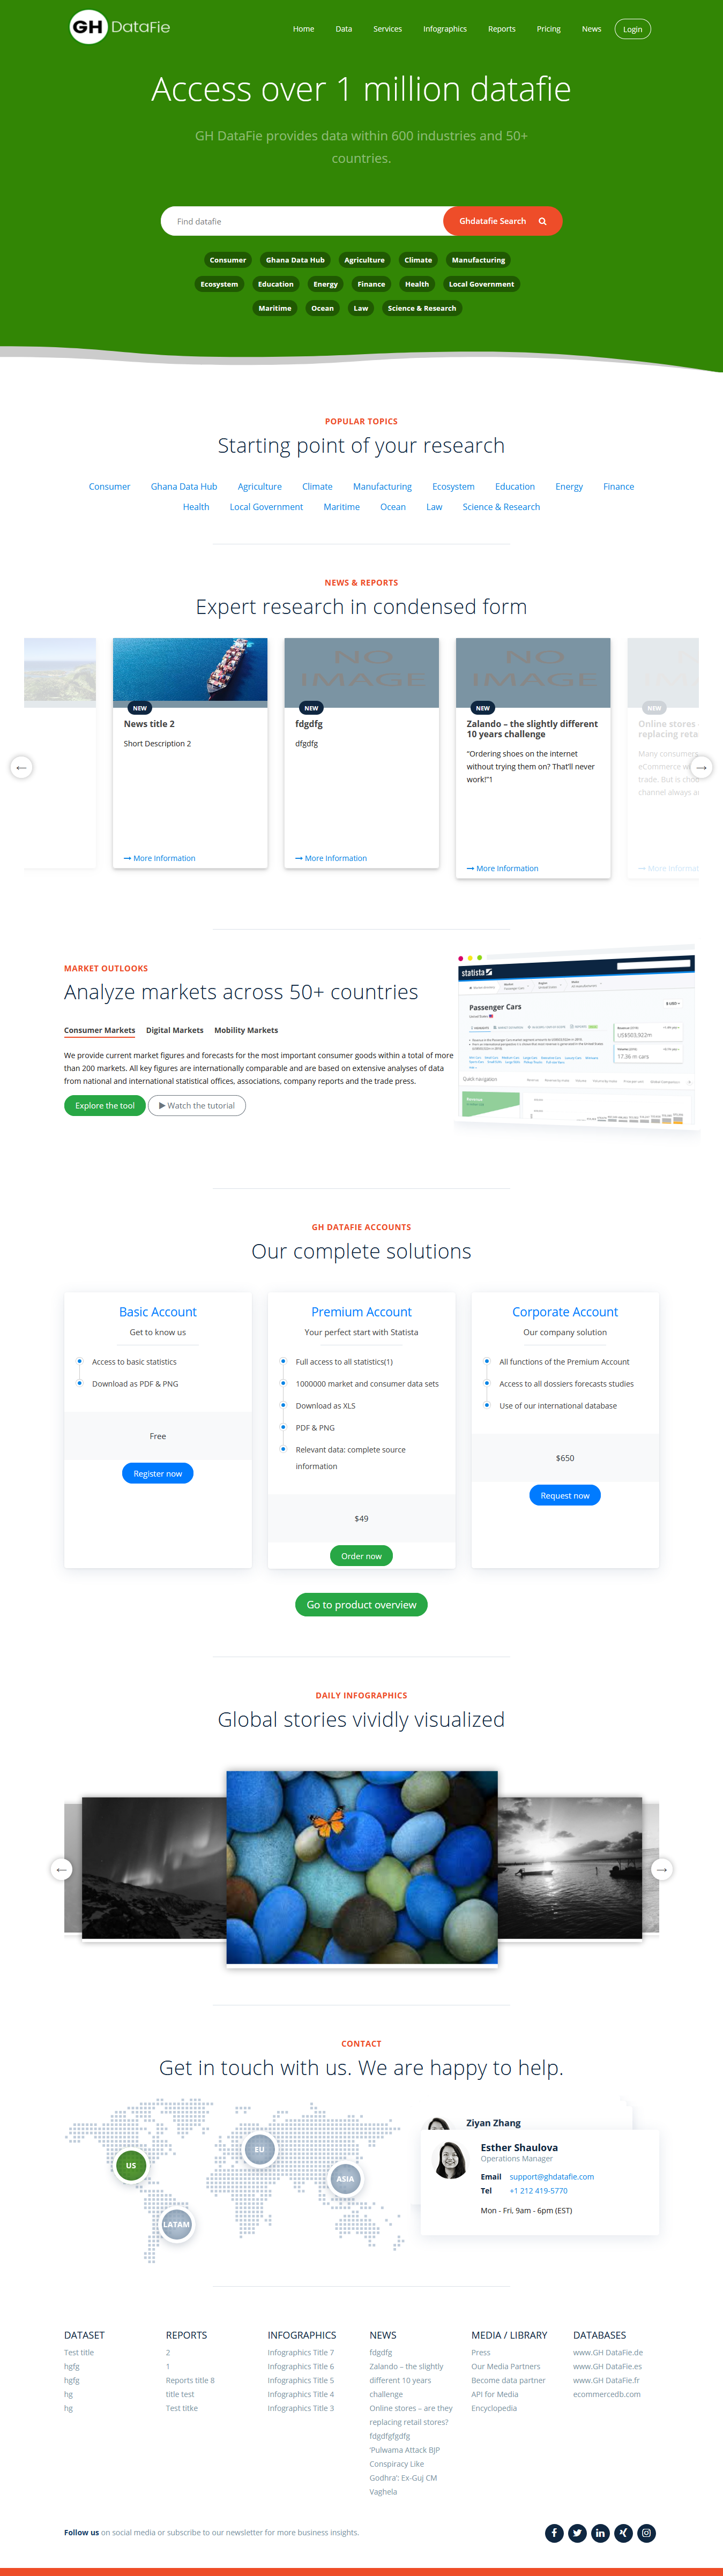 GH DataFie
Home Data Services Infographics Reports Pricing News Login
Access over 1 million datafie
GH DataFie provides data within 600 industries and 50+
countries.
Find datafie Ghdatafie Search
Consumer Ghana Data Hub Agriculture Climate Manufacturing
Ecosystem Education Energy Finance Health Local Government
Maritime Ocean Law Science & Research
POPULAR TOPICS
Starting point of your research
Consumer Ghana Data Hub Agriculture Climate Manufacturing Ecosystem Education Energy Finance
Health Local Government Maritime Ocean Law Science & Research
NEWS & REPORTS
Expert research in condensed form
NEW
News title 2
Short Description 2
→ More Information
NO IMAGE
NEW
fdgdfg
dfgdfg
→ More Information
NO IMAGE
NEW
Zalando – the slightly different
10 years challenge
“Ordering shoes on the internet
without trying them on? That'll never
work!”1
→ More Information
NEW
Online stores
replacing reta
Many consumers
eCommerce
trade. But is
channel always
→ More Informat
MARKET OUTLOOKS
Analyze markets across 50+ countries
Consumer Markets Digital Markets Mobility Markets
We provide current market figures and forecasts for the most important consumer goods within a total of more
than 200 markets. All key figures are internationally comparable and are based on extensive analyses of data
from national and international statistical offices, associations, company reports and the trade press.
Explore the tool Watch the tutorial
statista
Passenger Cars
Quick navigation
GH DATAFIE ACCOUNTS
Our complete solutions
Basic Account
Get to know us
Access to basic statistics
Download as PDF & PNG
Free
Register now
Premium Account
Your perfect start with Statista
Full access to all statistics(1)
1000000 market and consumer data sets
Download as XLS
PDF & PNG
Relevant data: complete source
information
$49
Order now
Corporate Account
Our company solution
All functions of the Premium Account
Access to all dossiers forecasts studies
Use of our international database
$650
Request now
Go to product overview
DAILY INFOGRAPHICS
Global stories vividly visualized
CONTACT
Get in touch with us. We are happy to help.
US
EU
ASIA
LATAM
Ziyan Zhang
Esther Shaulova
Operations Manager
Email support@ghdatafie.com
Tel +1 212 419-5770
Mon - Fri, 9am - 6pm (EST)
DATASET
Test title
hgfg
hgfg
hg
hg
REPORTS
2
1
Reports title 8
title test
Test titke
INFOGRAPHICS
Infographics Title 7
Infographics Title 6
Infographics Title 5
Infographics Title 4
Infographics Title 3
NEWS
fdgdfg
Zalando – the slightly
different 10 years
challenge
Online stores – are they
replacing retail stores?
fdgdfgfgdfg
'Pulwama Attack BJP
Conspiracy Like
Godhra': Ex-Guj CM
Vaghela
MEDIA / LIBRARY
Press
Our Media Partners
Become data partner
API for Media
Encyclopedia
DATABASES
www.GH DataFie.de
www.GH DataFie.es
www.GH DataFie.fr
ecommercedb.com
Follow us on social media or subscribe to our newsletter for more business insights.